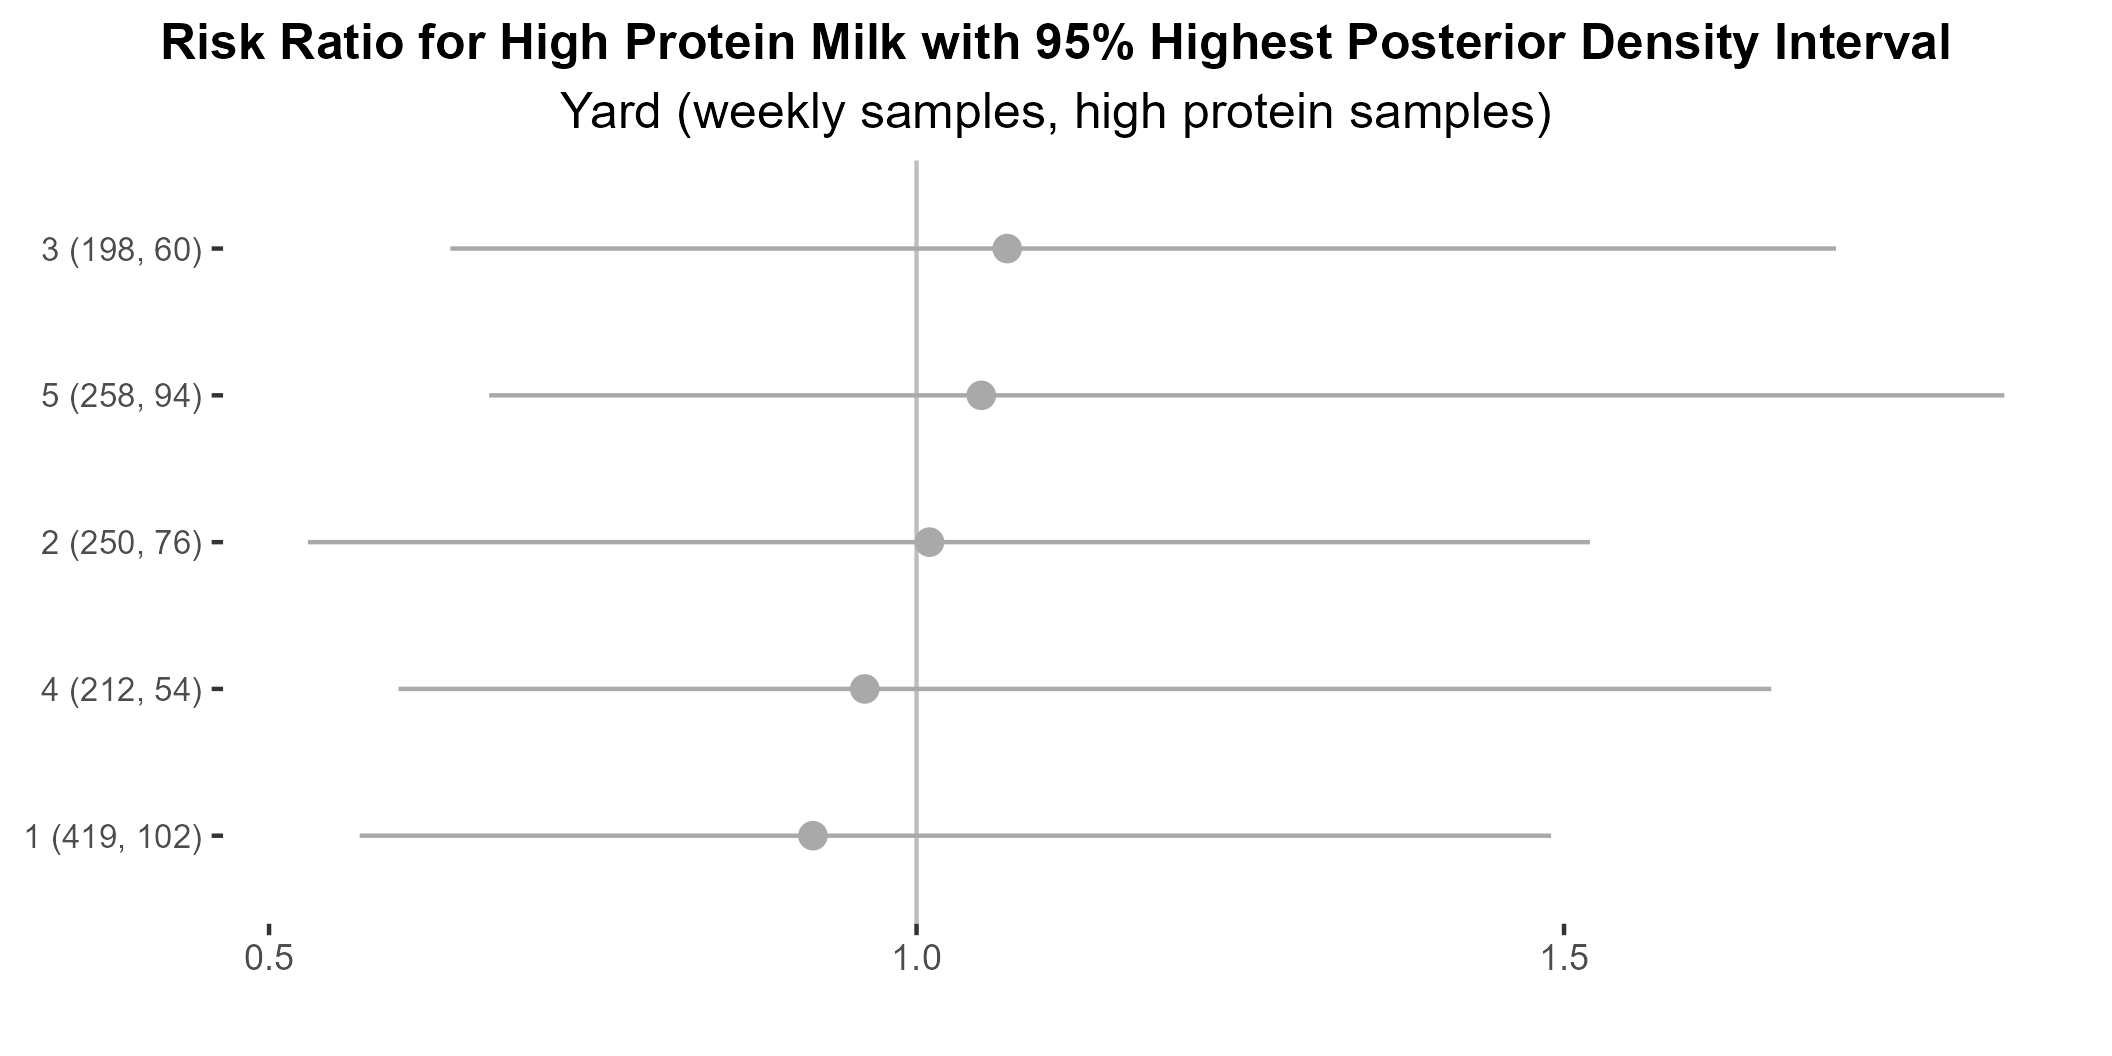 Risk Ratio for High Protein Milk with 95% Highest Posterior Density Interval
Yard (weekly samples, high protein samples)
3 (198, 60)
5 (258, 94)
2 (250, 76)
4 (212, 54)
1 (419, 102)
0.5 1.0 1.5